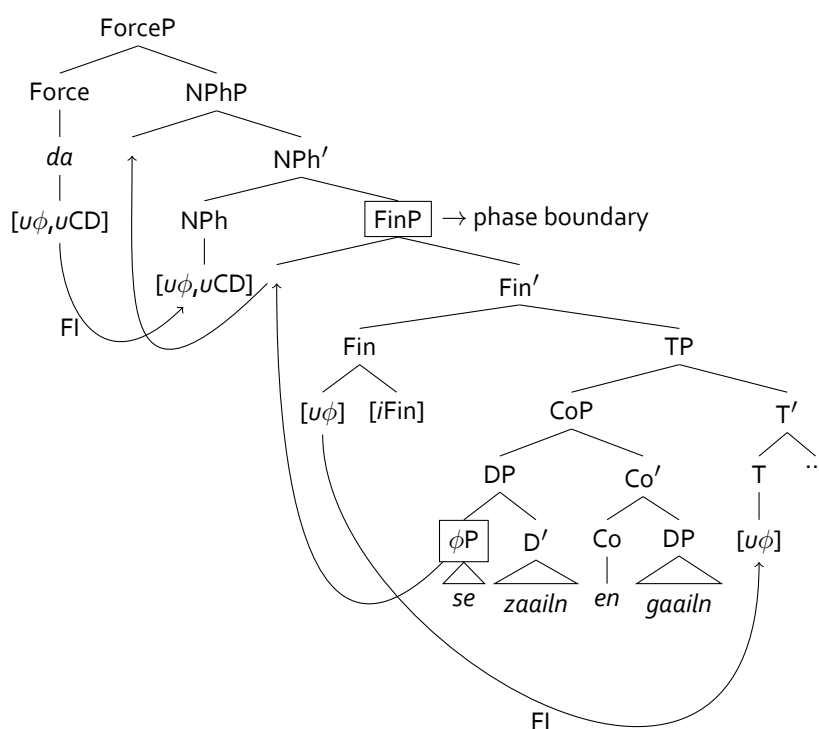 ForceP
Force NPhP
da NPh′
[uϕ,uCD] NPh FinP → phase boundary
[uϕ,uCD] Fin′
FI Fin TP
[uϕ] [iFin] CoP T′
DP Co′ T ..
ϕP D′ Co DP [uϕ]
se zaailn en gaailn
FI